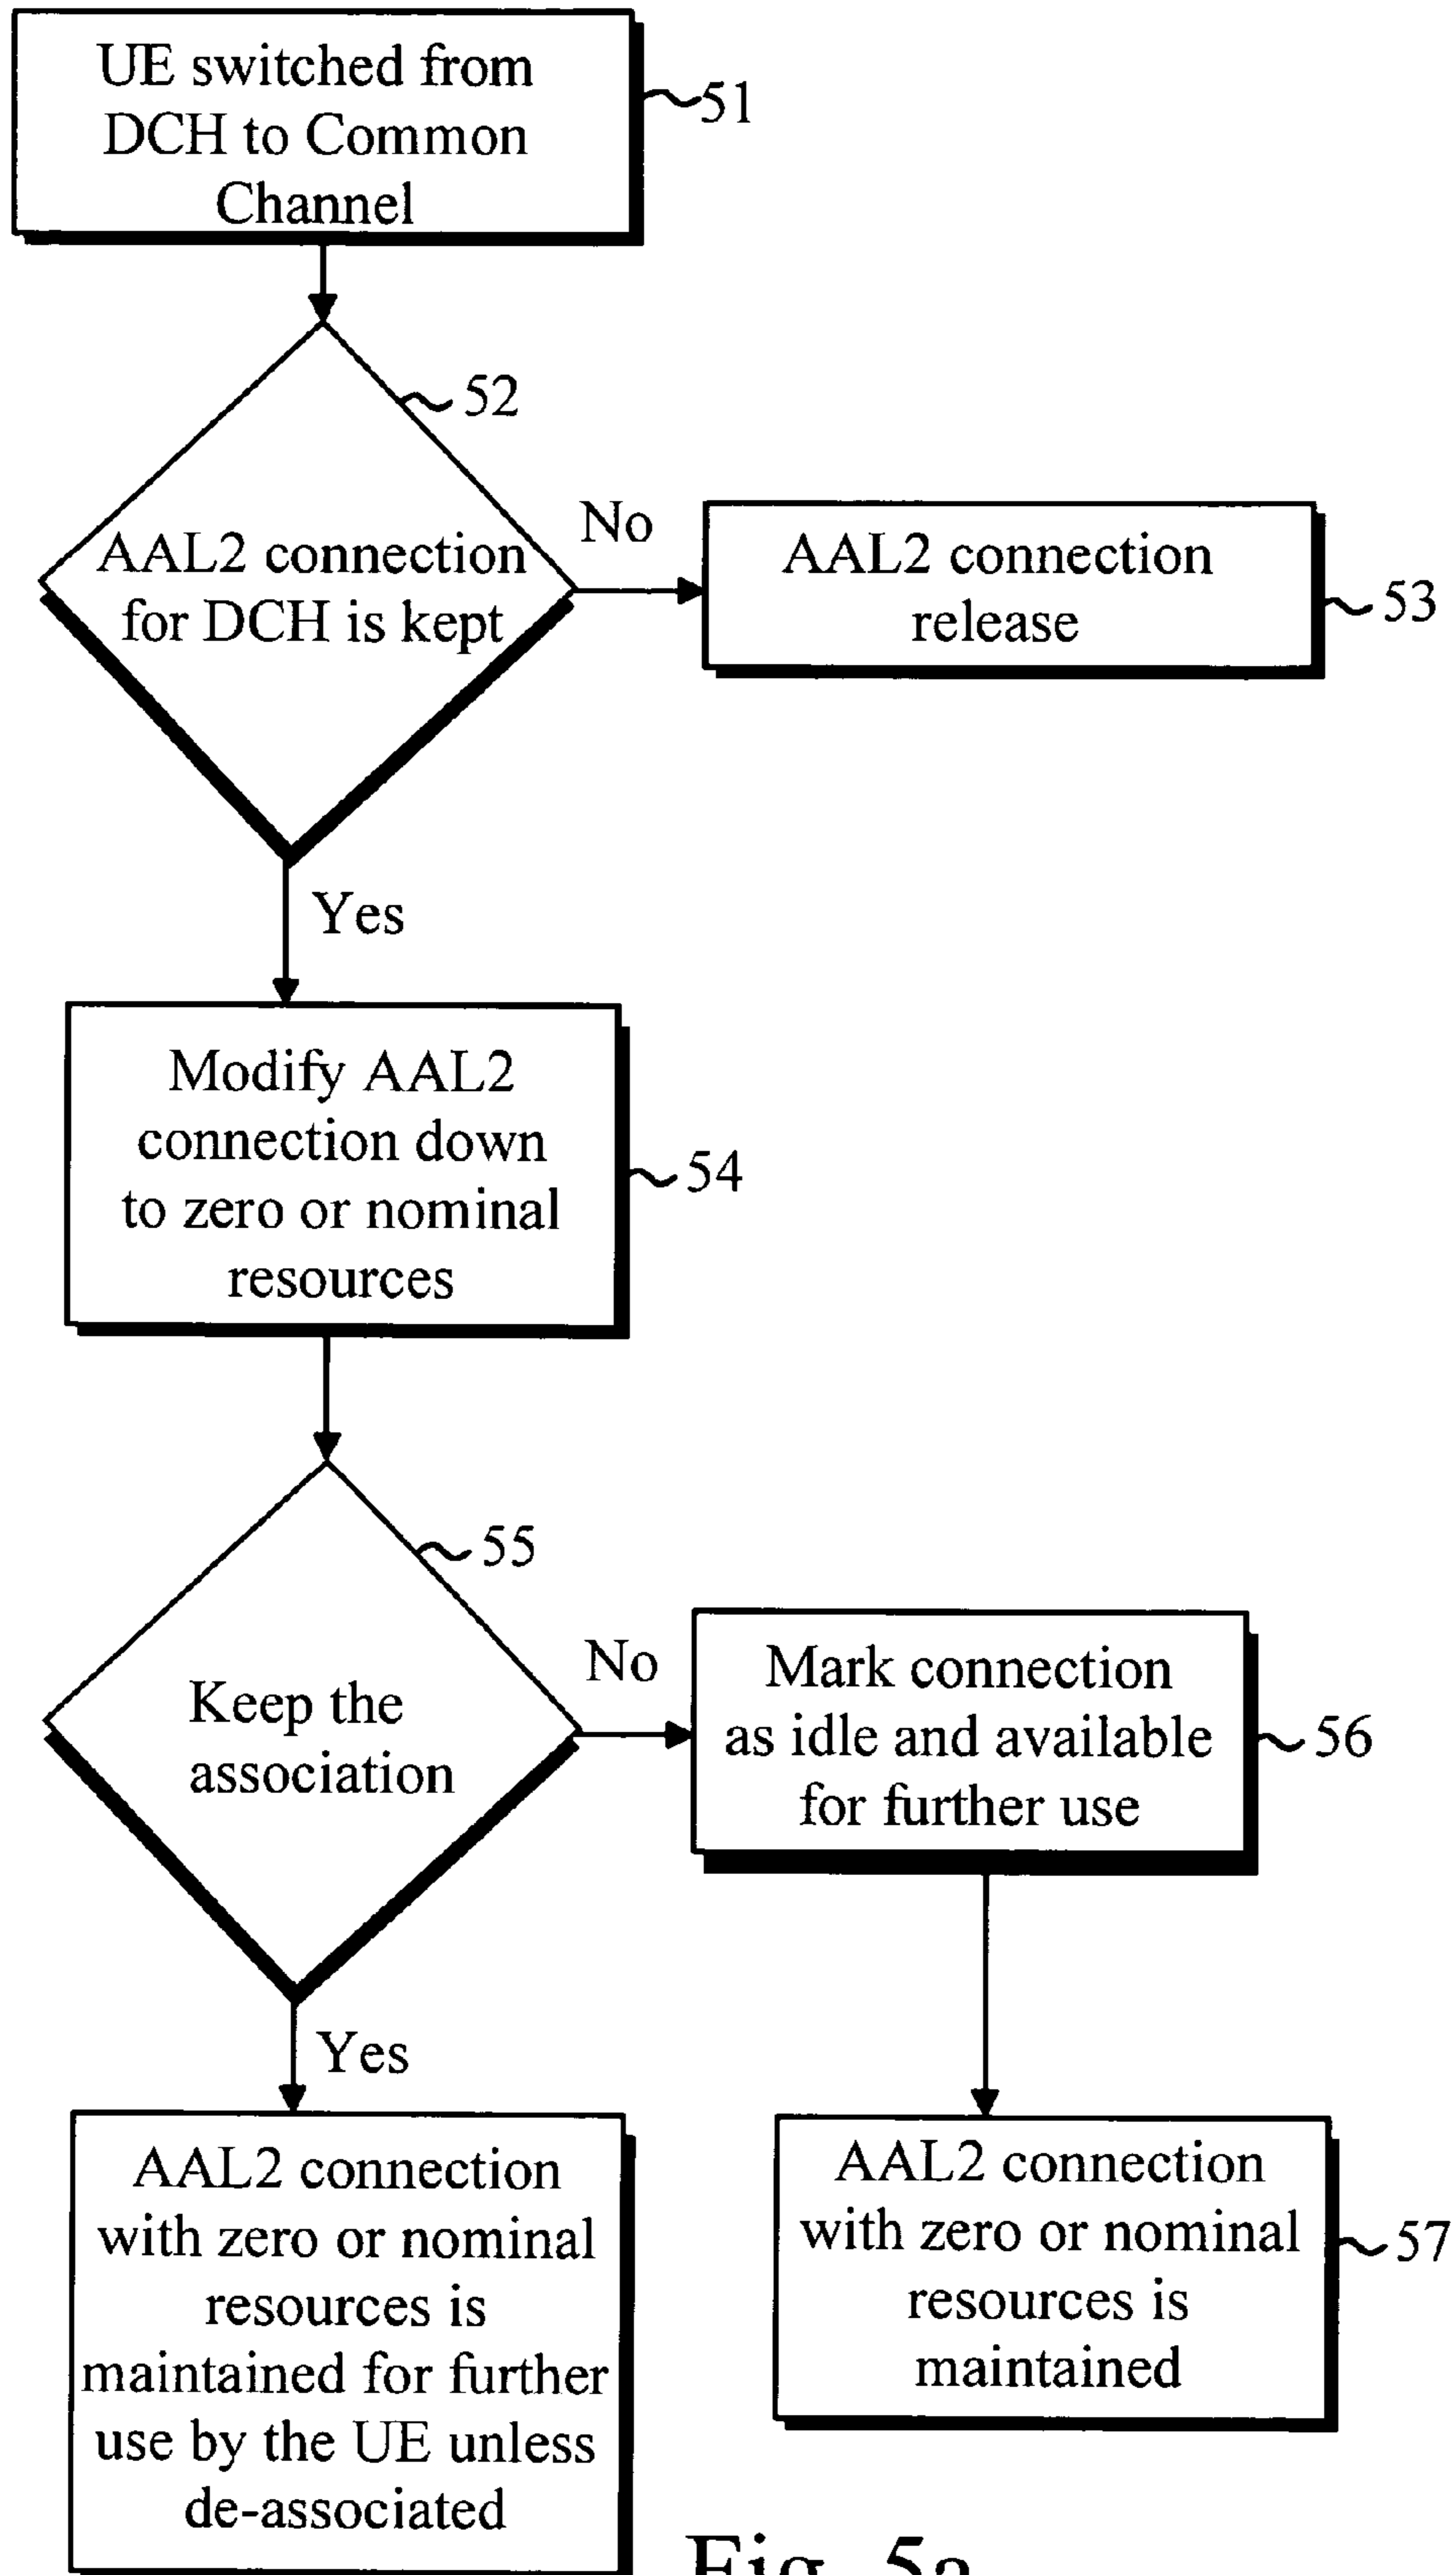 UE switched from
DCH to Common
Channel
51
52
AAL2 connection
for DCH is kept
No
AAL2 connection
release
53
Yes
Modify AAL2
connection down
to zero or nominal
resources
54
55
Keep the
association
No
Mark connection
as idle and available
for further use
56
Yes
AAL2 connection
with zero or nominal
resources is
maintained for further
use by the UE unless
de-associated
AAL2 connection
with zero or nominal
resources is
maintained
57
Fig. 5a